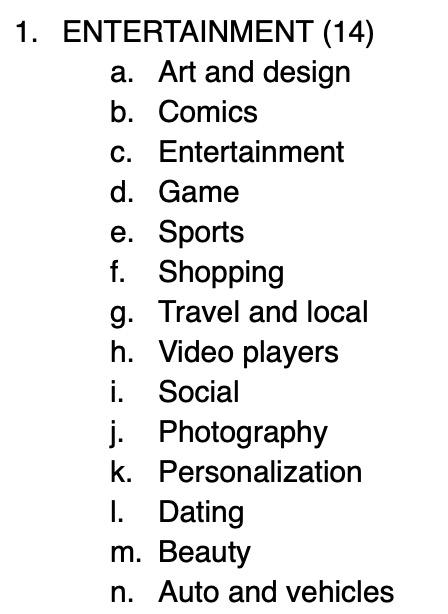 1. ENTERTAINMENT (14)
a. Art and design
b. Comics
c. Entertainment
d. Game
e. Sports
f. Shopping
g. Travel and local
h. Video players
i. Social
j. Photography
k. Personalization
l. Dating
m. Beauty
n. Auto and vehicles